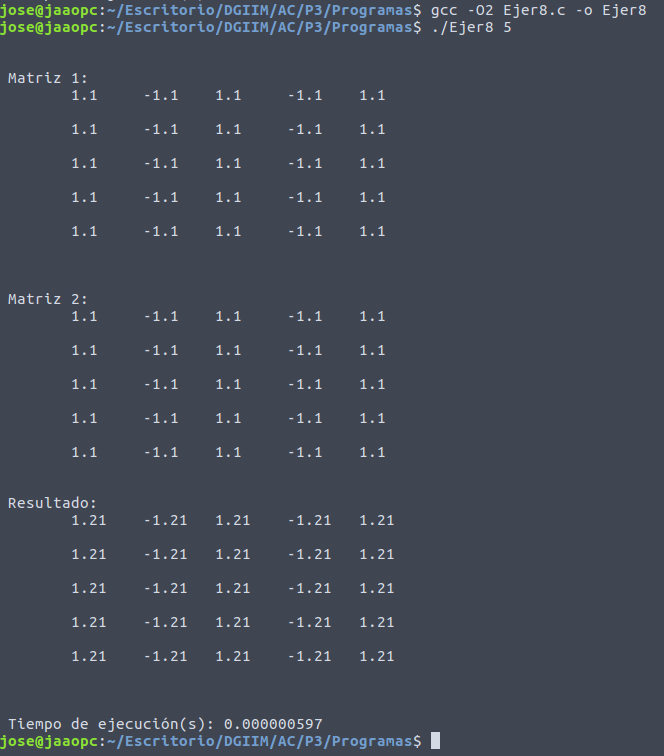 jose@jaaopc:~/Escritorio/DGIIM/AC/P3/Programas$ gcc -O2 Ejer8.c -o Ejer8
jose@jaaopc:~/Escritorio/DGIIM/AC/P3/Programas$ ./Ejer8 5
Matriz 1:
1.1 -1.1 1.1 -1.1 1.1
1.1 -1.1 1.1 -1.1 1.1
1.1 -1.1 1.1 -1.1 1.1
1.1 -1.1 1.1 -1.1 1.1
1.1 -1.1 1.1 -1.1 1.1
Matriz 2:
1.1 -1.1 1.1 -1.1 1.1
1.1 -1.1 1.1 -1.1 1.1
1.1 -1.1 1.1 -1.1 1.1
1.1 -1.1 1.1 -1.1 1.1
1.1 -1.1 1.1 -1.1 1.1
Resultado:
1.21 -1.21 1.21 -1.21 1.21
1.21 -1.21 1.21 -1.21 1.21
1.21 -1.21 1.21 -1.21 1.21
1.21 -1.21 1.21 -1.21 1.21
1.21 -1.21 1.21 -1.21 1.21
Tiempo de ejecución(s): 0.000000597
jose@jaaopc:~/Escritorio/DGIIM/AC/P3/Programas$